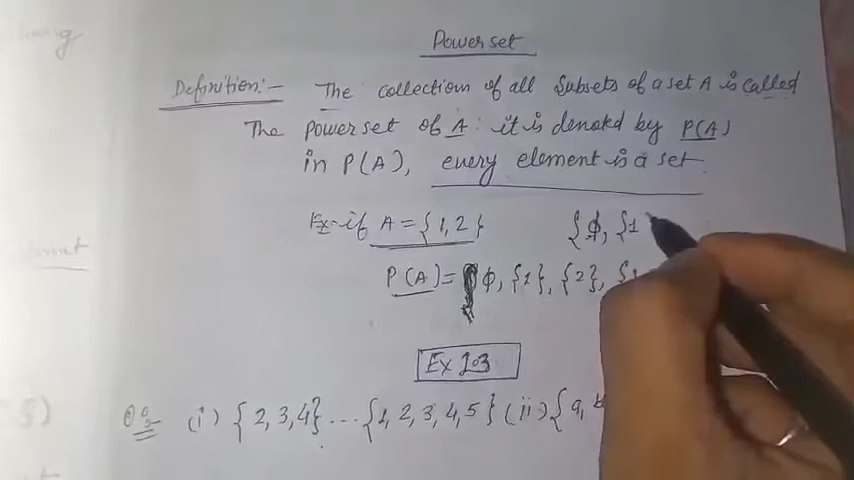 Power set
Definition:- The collection of all Subsets of a set A is called
The power set of A: it is denoted by P(A)
in P(A), every element is a set.
Ex- if A = {1,2} {ϕ, {1
P(A)= ϕ, {1}, {2}, {1
Ex 1.3
(i) {2,3,4} ... {1,2,3,4,5} (ii) {a,